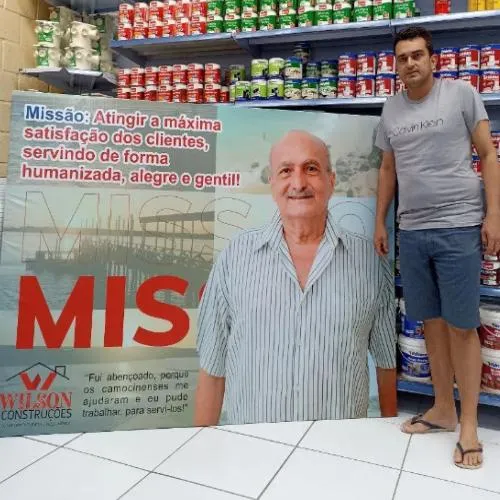 Missão: Atingir a máxima
satisfação dos clientes,
servindo de forma
humanizada, alegre e gentil!
MIS
WILSON
CONSTRUÇÕES
"Fui abençoado, porque
os camocinenses me
ajudaram e eu pude
trabalhar, para servi-los!"
Calvin Klein